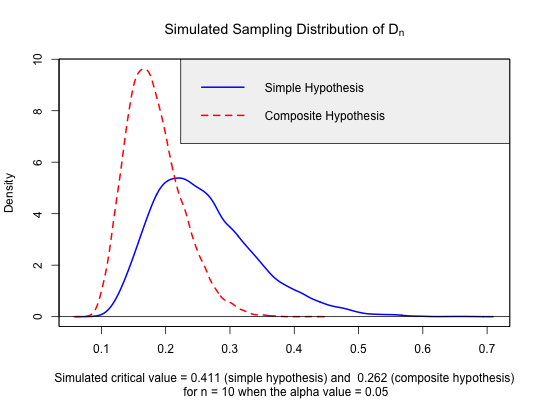 Simulated Sampling Distribution of Dn
Simple Hypothesis
Composite Hypothesis
Density
10
8
6
4
2
0
0.1 0.2 0.3 0.4 0.5 0.6 0.7
Simulated critical value = 0.411 (simple hypothesis) and 0.262 (composite hypothesis)
for n = 10 when the alpha value = 0.05